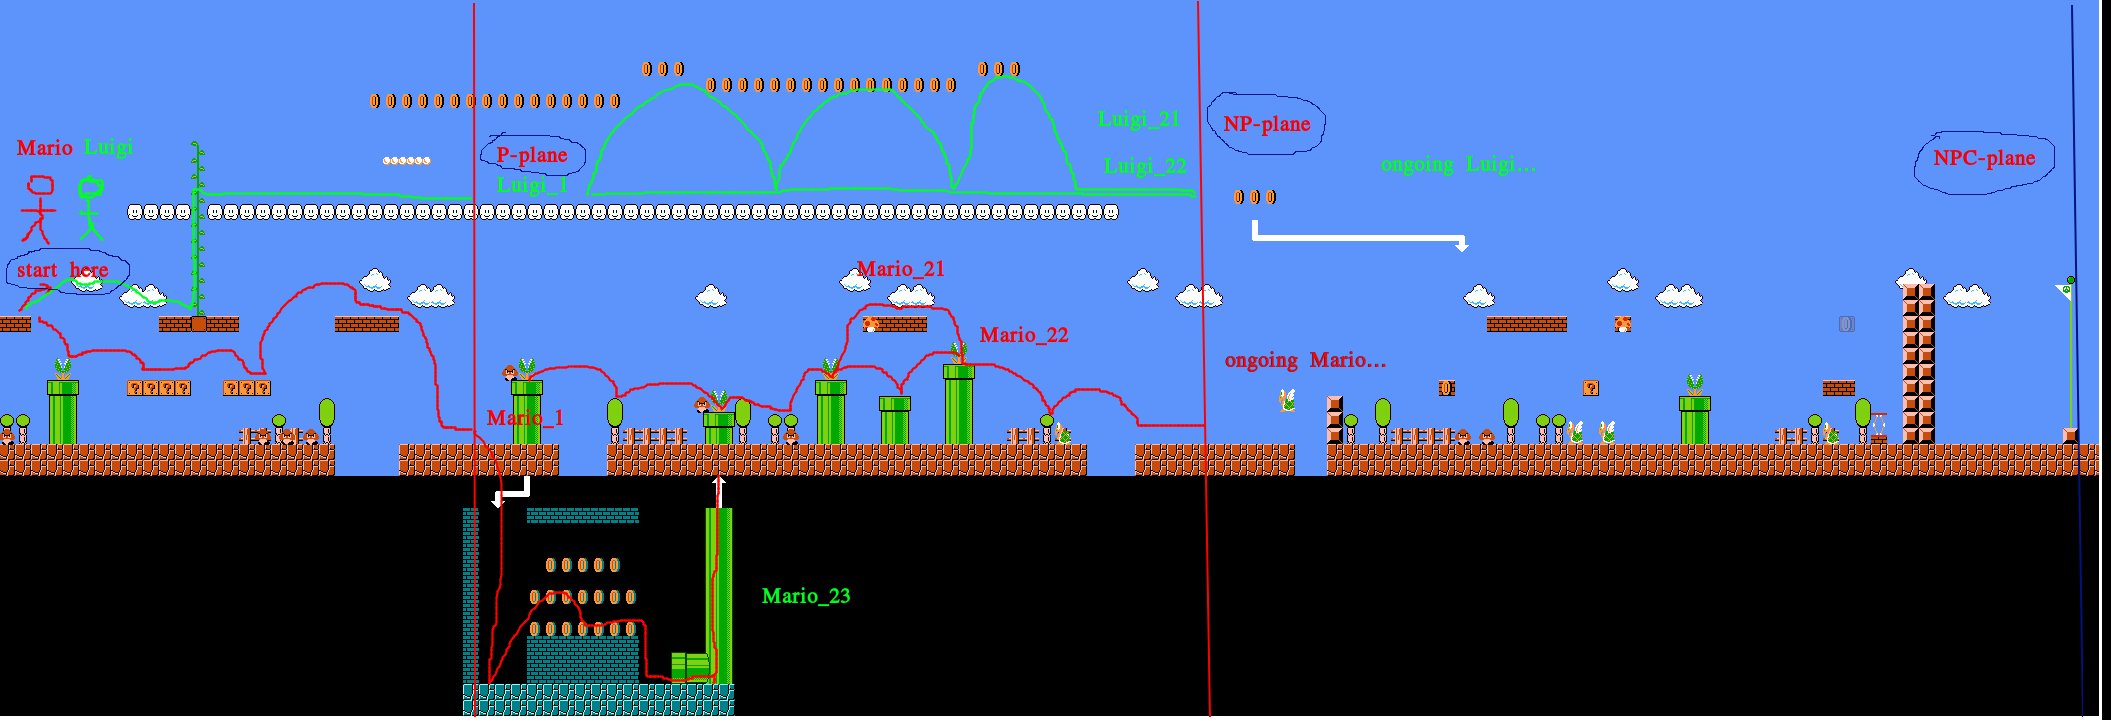 Mario Luigi
start here
P-plane
Luigi_1
Luigi_21
Luigi_22
NP-plane
ongoing Luigi...
NPC-plane
Mario_21
Mario_22
ongoing Mario...
Mario_1
Mario_23
? ? ? ?
? ? ?
?